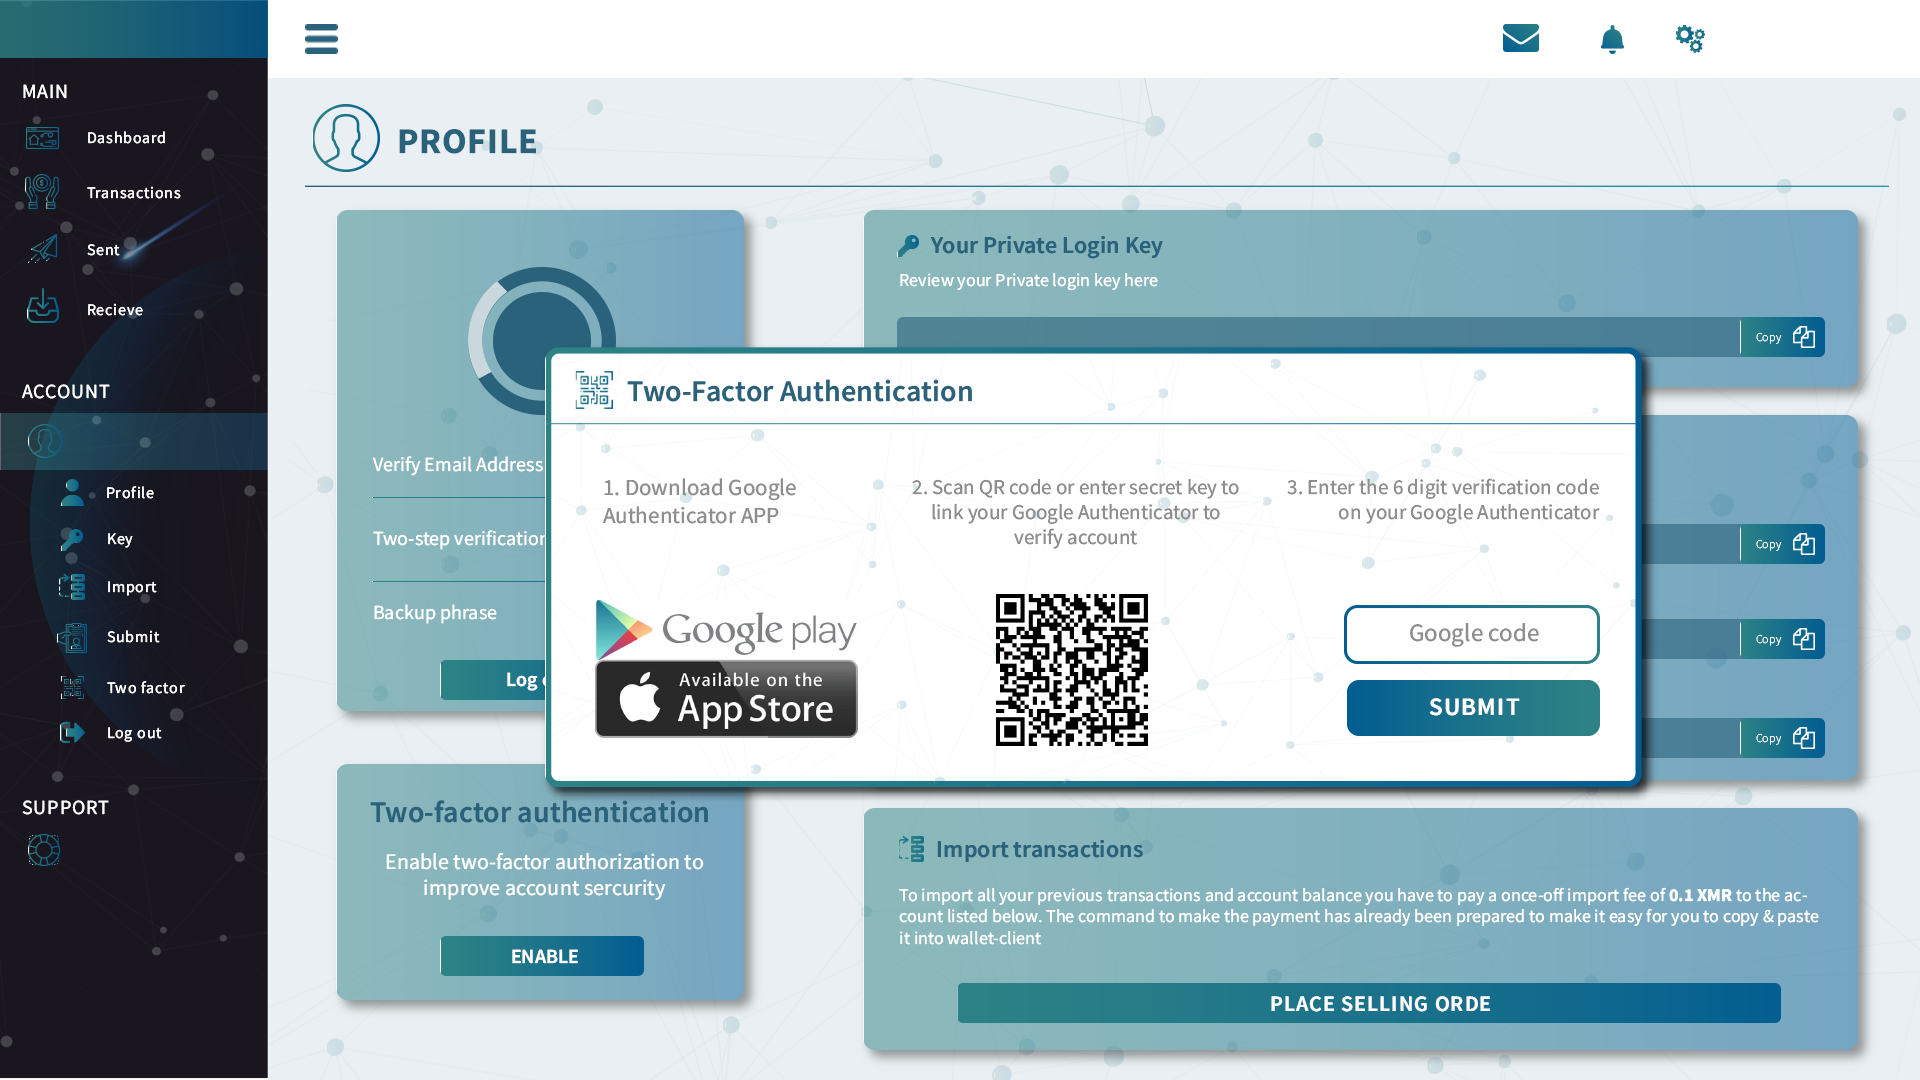 MAIN
Dashboard
Transactions
Sent
Recieve
ACCOUNT
Profile
Key
Import
Submit
Two factor
Log out
SUPPORT
PROFILE
Verify Email Address
Two-step verification
Backup phrase
Log
Two-factor authentication
Enable two-factor authorization to
improve account sercurity
ENABLE
Your Private Login Key
Review your Private login key here
Copy
Two-Factor Authentication
1. Download Google
Authenticator APP
Google play
Available on the
App Store
2. Scan QR code or enter secret key to
link your Google Authenticator to
verify account
3. Enter the 6 digit verification code
on your Google Authenticator
Google code
SUBMIT
Copy
Copy
Copy
Import transactions
To import all your previous transactions and account balance you have to pay a once-off import fee of 0.1 XMR to the ac-
count listed below. The command to make the payment has already been prepared to make it easy for you to copy & paste
it into wallet-client
PLACE SELLING ORDE